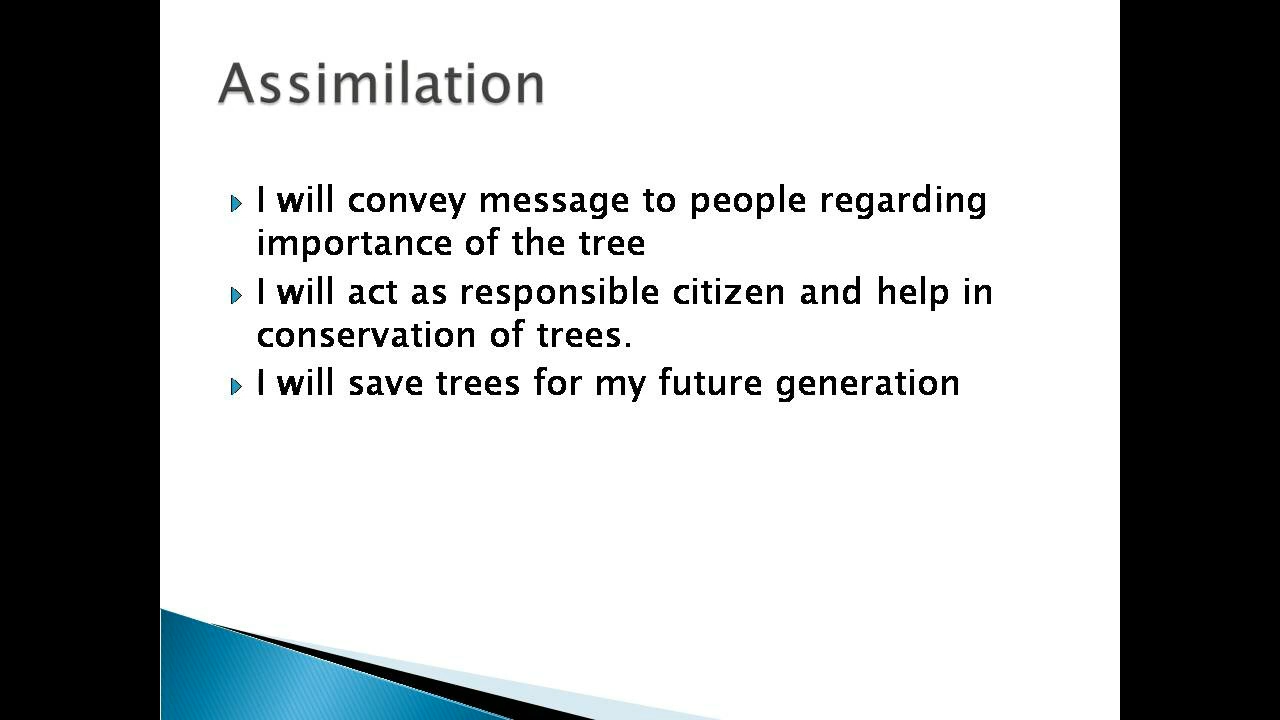 Assimilation
I will convey message to people regarding
importance of the tree
I will act as responsible citizen and help in
conservation of trees.
I will save trees for my future generation